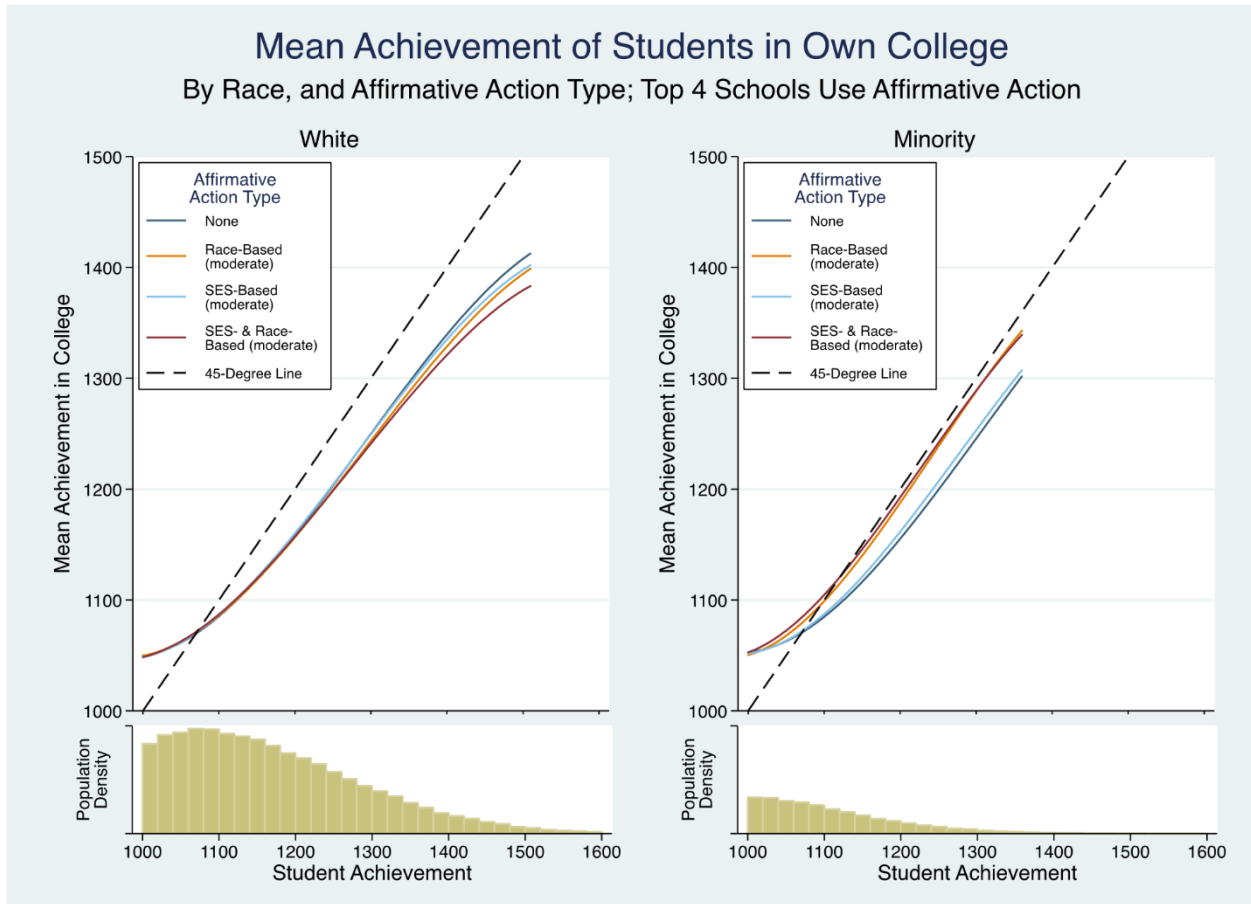 Mean Achievement of Students in Own College
By Race, and Affirmative Action Type; Top 4 Schools Use Affirmative Action
White
Mean Achievement in College
1500
1400
1300
1200
1100
1000
Affirmative
Action Type
None
Race-Based
(moderate)
SES-Based
(moderate)
SES- & Race-
Based (moderate)
45-Degree Line
Population
Density
1000 1100 1200 1300 1400 1500 1600
Student Achievement
Minority
Mean Achievement in College
1500
1400
1300
1200
1100
1000
Affirmative
Action Type
None
Race-Based
(moderate)
SES-Based
(moderate)
SES- & Race-
Based (moderate)
45-Degree Line
Population
Density
1000 1100 1200 1300 1400 1500 1600
Student Achievement